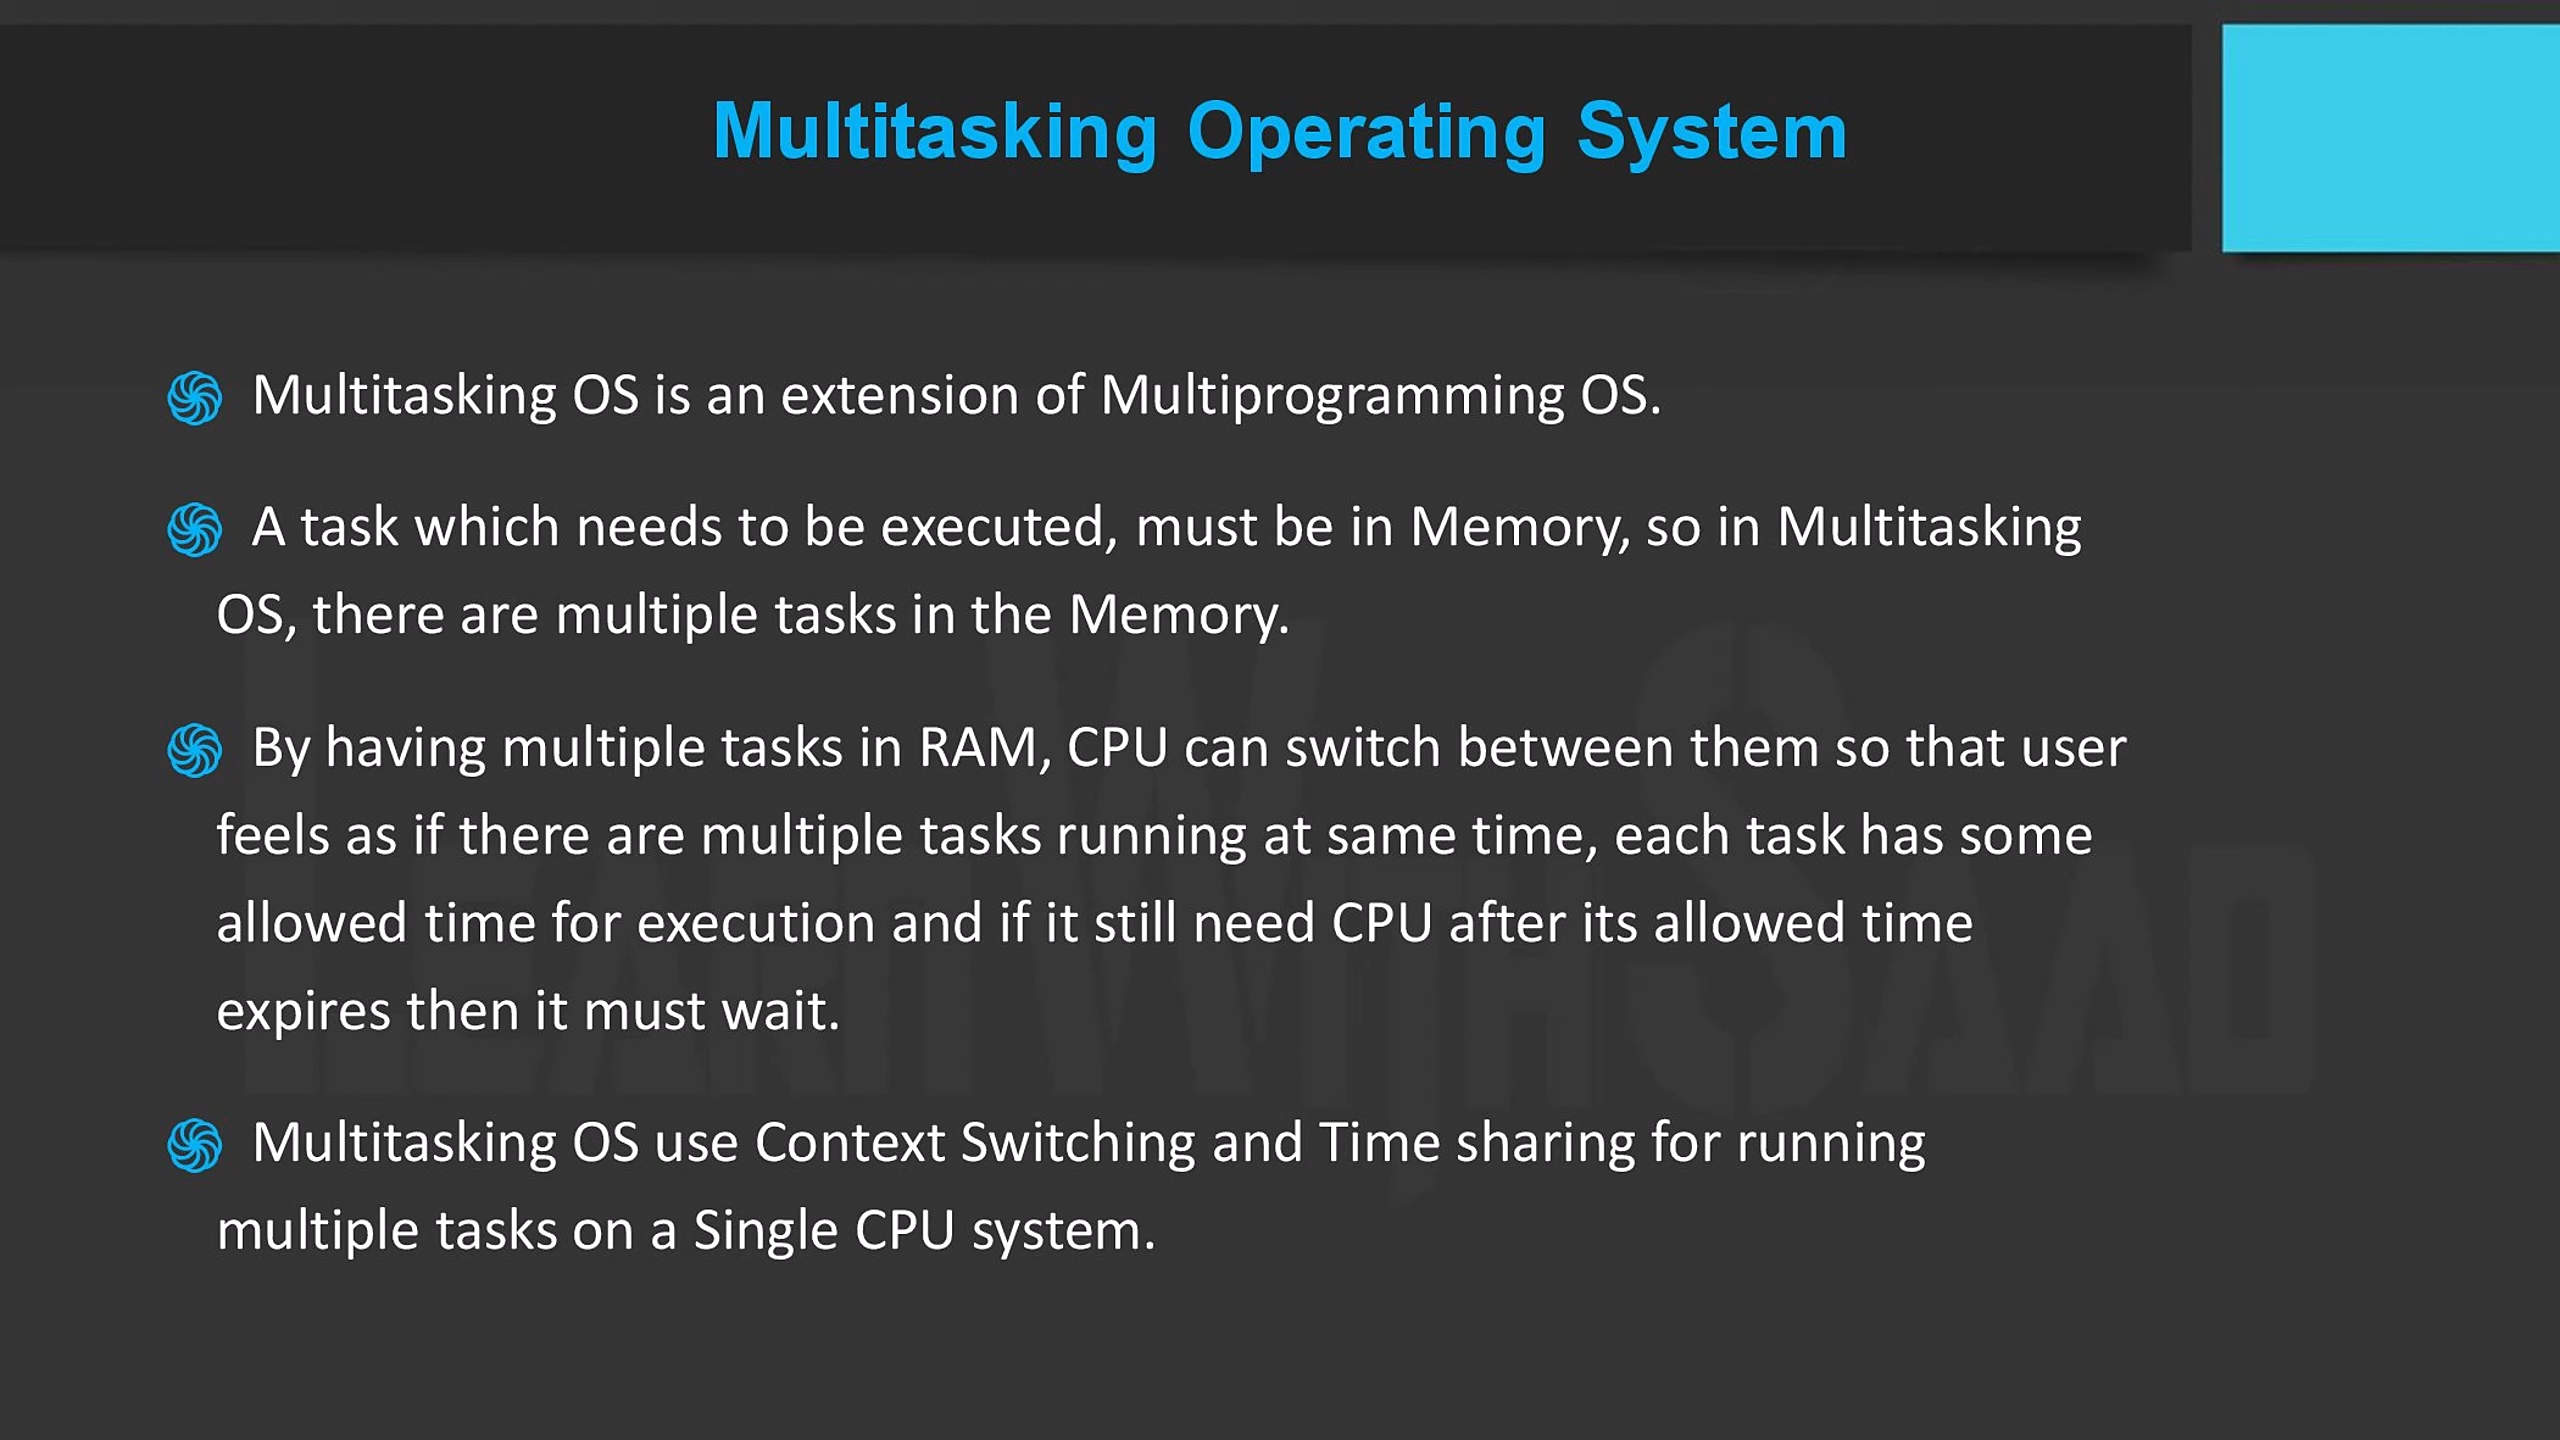 Multitasking Operating System
Multitasking OS is an extension of Multiprogramming OS.
A task which needs to be executed, must be in Memory, so in Multitasking
OS, there are multiple tasks in the Memory.
By having multiple tasks in RAM, CPU can switch between them so that user
feels as if there are multiple tasks running at same time, each task has some
allowed time for execution and if it still need CPU after its allowed time
expires then it must wait.
Multitasking OS use Context Switching and Time sharing for running
multiple tasks on a Single CPU system.
LEARN WITH SAAD